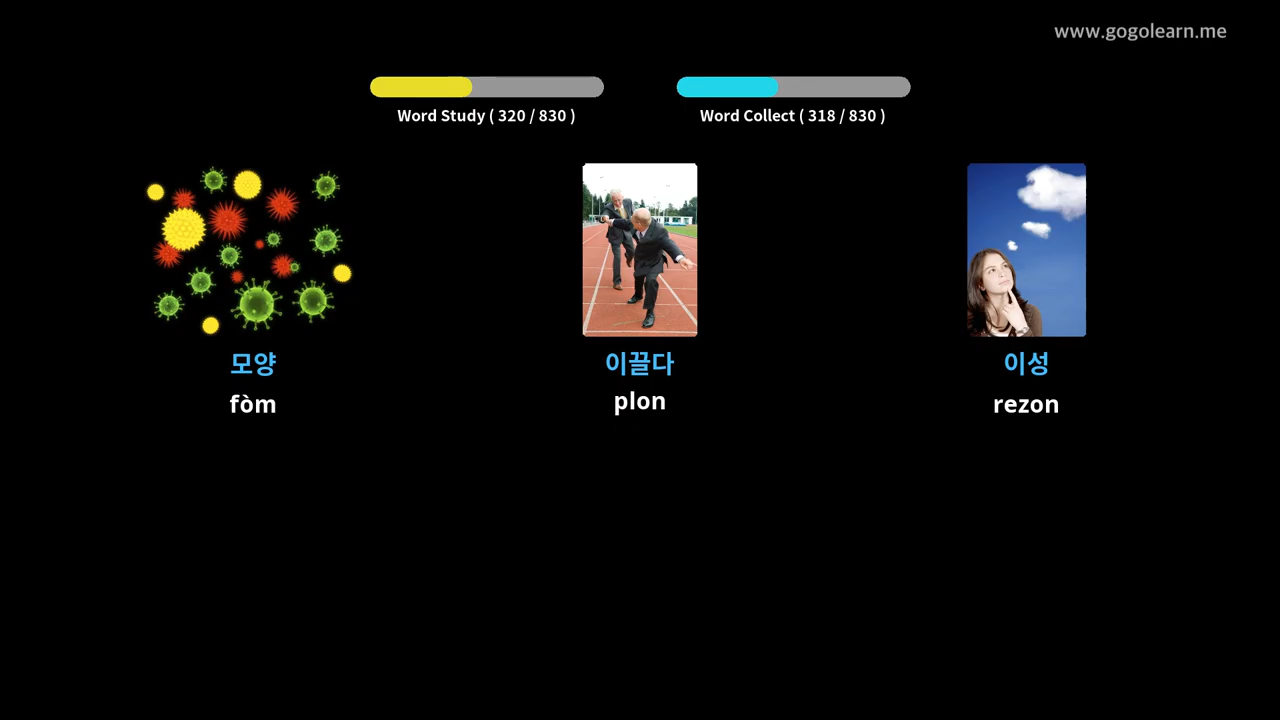 www.gogolearn.me
Word Study ( 320 / 830 )
Word Collect ( 318 / 830 )
모양
이끌다
이성
fòm
plon
rezon